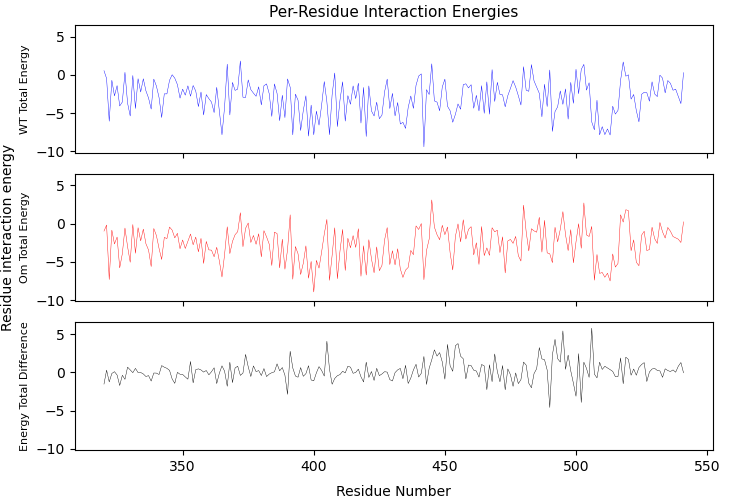 Per-Residue Interaction Energies
Residue interaction energy
WT Total Energy
5
0
−5
−10
Om Total Energy
5
0
−5
−10
Energy Total Difference
5
0
−5
−10
350
400
450
500
550
Residue Number